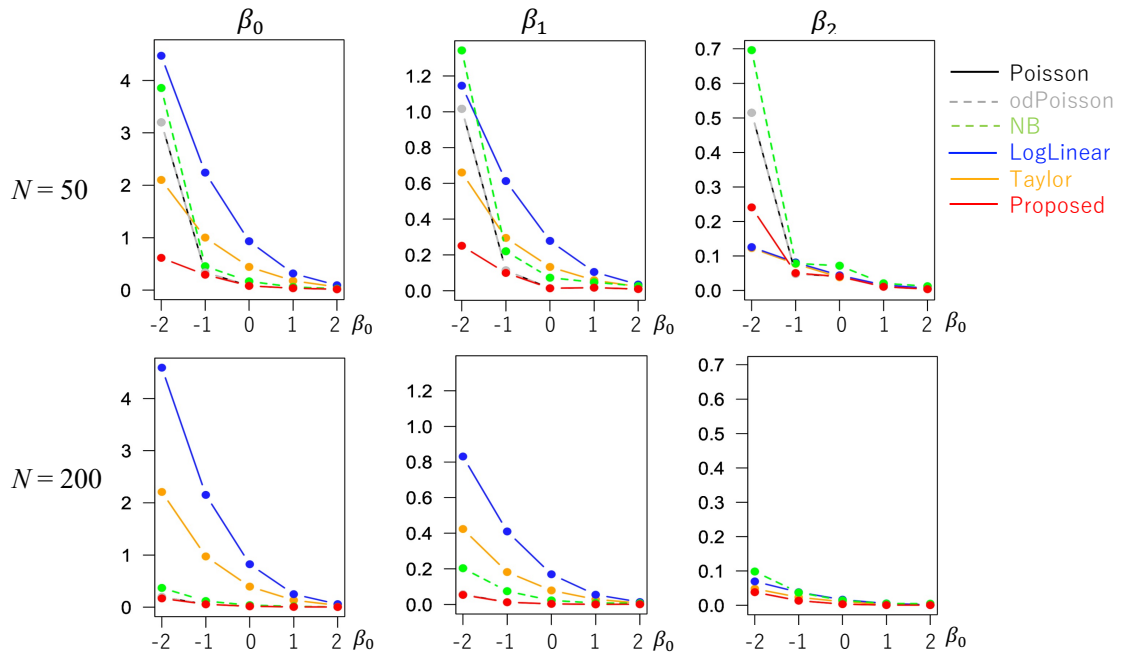 β₀ β₁ β₂
N = 50
4
3
2
1
0
-2 -1 0 1 2 β₀
1.2
1.0
0.8
0.6
0.4
0.2
0.0
-2 -1 0 1 2 β₀
0.7
0.6
0.5
0.4
0.3
0.2
0.1
0.0
-2 -1 0 1 2 β₀
Poisson
odPoisson
NB
LogLinear
Taylor
Proposed
N = 200
4
3
2
1
0
-2 -1 0 1 2 β₀
1.2
1.0
0.8
0.6
0.4
0.2
0.0
-2 -1 0 1 2 β₀
0.7
0.6
0.5
0.4
0.3
0.2
0.1
0.0
-2 -1 0 1 2 β₀